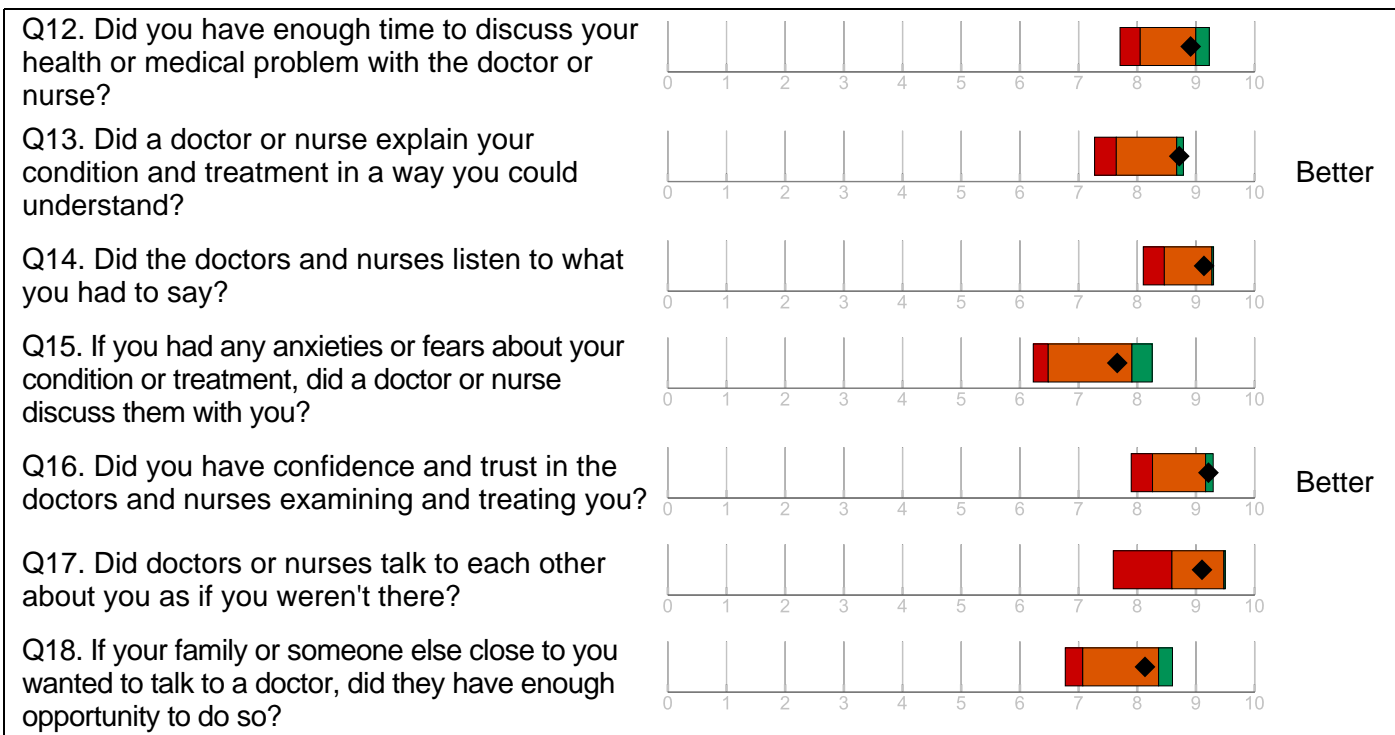 Q12. Did you have enough time to discuss your
health or medical problem with the doctor or
nurse?
0 1 2 3 4 5 6 7 8 9 10
Q13. Did a doctor or nurse explain your
condition and treatment in a way you could
understand?
0 1 2 3 4 5 6 7 8 9 10
Better
Q14. Did the doctors and nurses listen to what
you had to say?
0 1 2 3 4 5 6 7 8 9 10
Q15. If you had any anxieties or fears about your
condition or treatment, did a doctor or nurse
discuss them with you?
0 1 2 3 4 5 6 7 8 9 10
Q16. Did you have confidence and trust in the
doctors and nurses examining and treating you?
0 1 2 3 4 5 6 7 8 9 10
Better
Q17. Did doctors or nurses talk to each other
about you as if you weren't there?
0 1 2 3 4 5 6 7 8 9 10
Q18. If your family or someone else close to you
wanted to talk to a doctor, did they have enough
opportunity to do so?
0 1 2 3 4 5 6 7 8 9 10